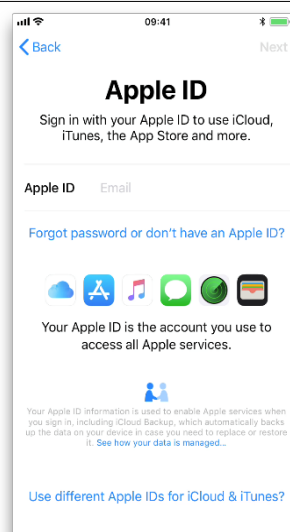 09:41
Back
Next
Apple ID
Sign in with your Apple ID to use iCloud,
iTunes, the App Store and more.
Apple ID Email
Forgot password or don't have an Apple ID?
Your Apple ID is the account you use to
access all Apple services.
Your Apple ID information is used to enable Apple services when
you sign in, including iCloud Backup, which automatically backs
up the data on your device in case you need to replace or restore
it. See how your data is managed...
Use different Apple IDs for iCloud & iTunes?